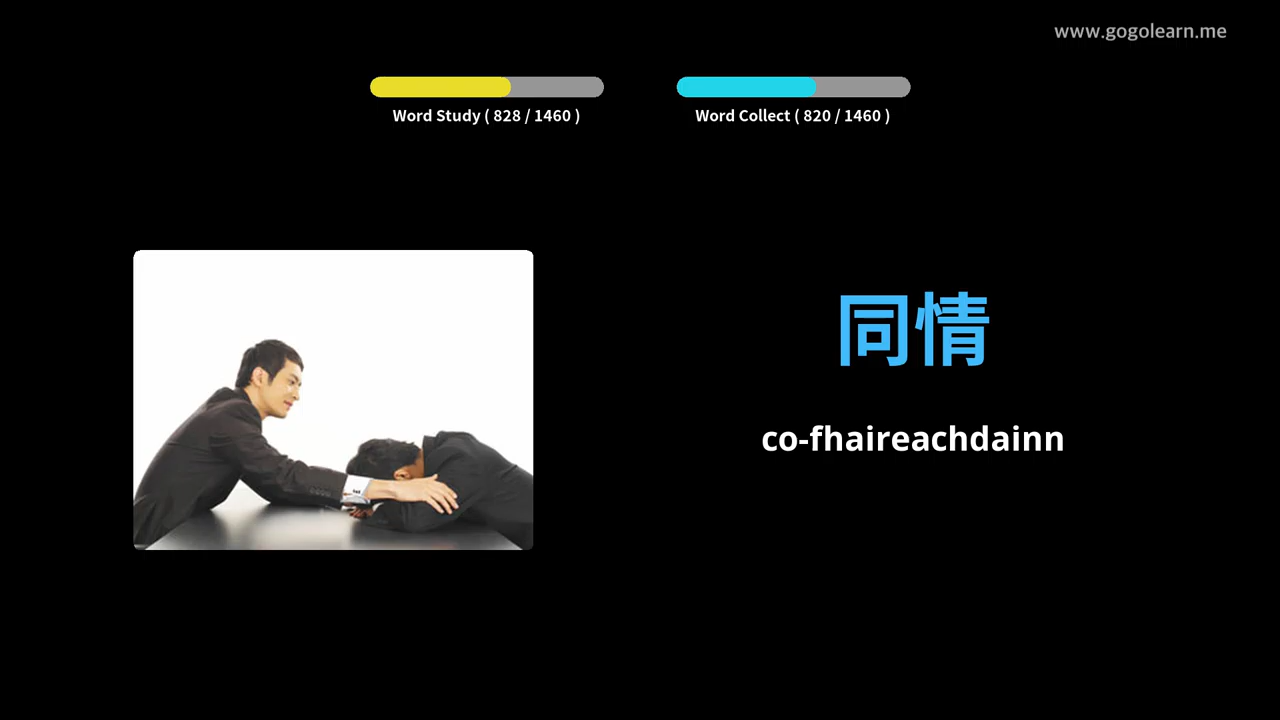 www.gogolearn.me
Word Study ( 828 / 1460 )
Word Collect ( 820 / 1460 )
同情
co-fhaireachdainn